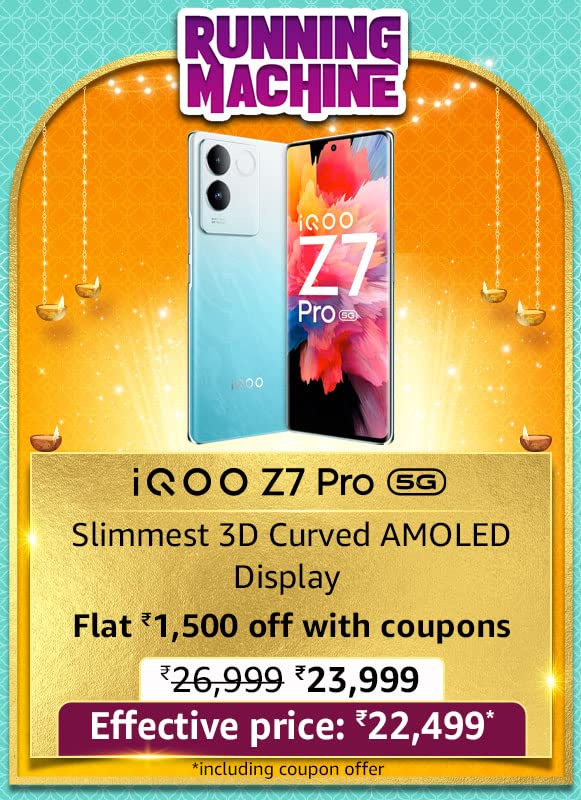 RUNNING
MACHINE
iQOO
Z7
Pro 5G
iQOO
iQOO Z7 Pro 5G
Slimmest 3D Curved AMOLED
Display
Flat ₹1,500 off with coupons
₹26,999 ₹23,999
Effective price: ₹22,499*
*including coupon offer